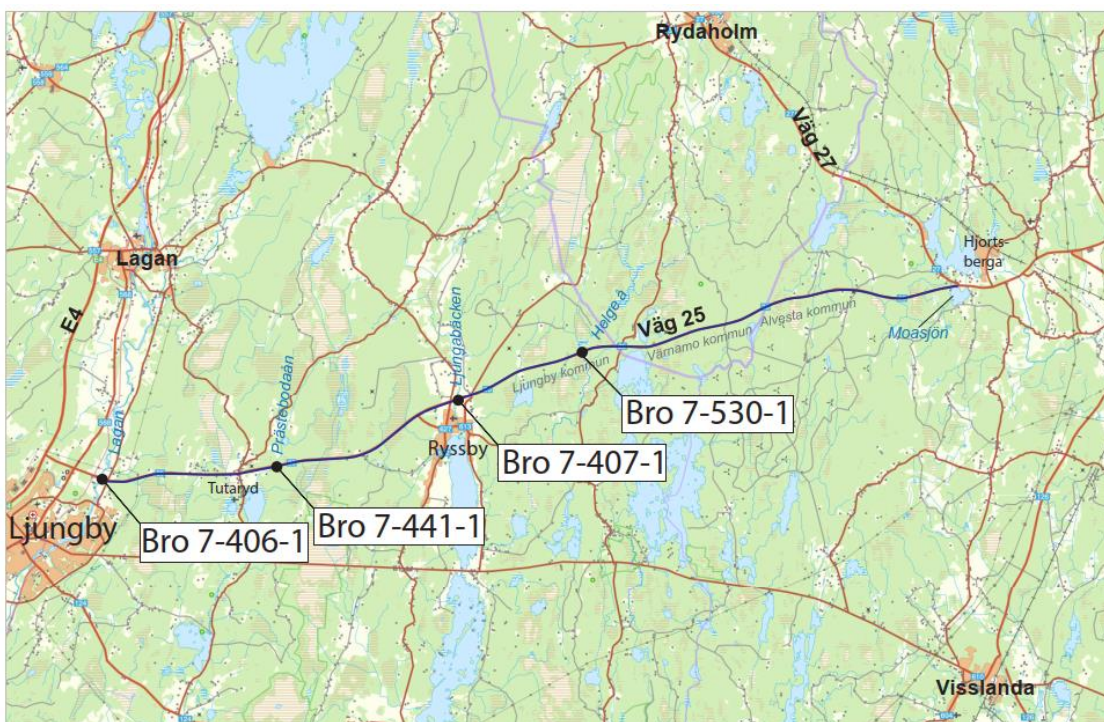 Rydaholm
Väg 27
Lagan
E4
Hjorts-
berga
Ljungabäcken
Helge å
Väg 25
Alvesta kommun
Värnamo kommun
Ljungby kommun
Moasjön
Prästebodaån
Lagan
Bro 7-530-1
Ryssby
Bro 7-407-1
Tutaryd
Ljungby
Bro 7-441-1
Bro 7-406-1
Visslanda